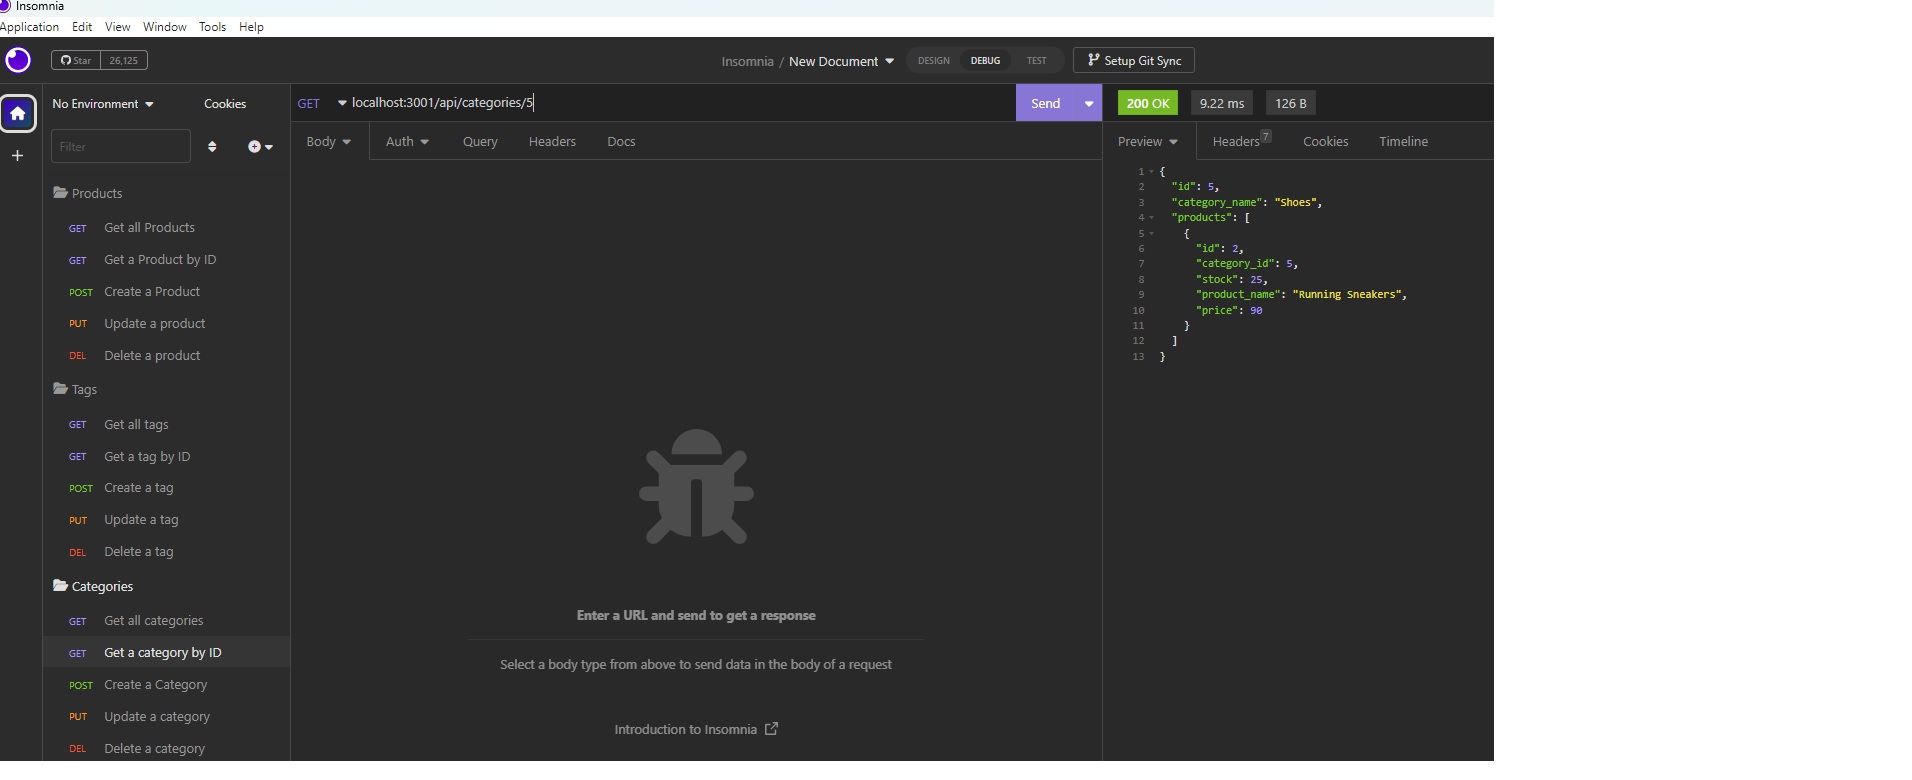 Insomnia
Application Edit View Window Tools Help
Star 26,125
Insomnia / New Document
DESIGN DEBUG TEST
Setup Git Sync
No Environment Cookies
GET localhost:3001/api/categories/5
Send
200 OK 9.22 ms 126 B
Filter
Body Auth Query Headers Docs
Preview Headers 7 Cookies Timeline
Products
GET Get all Products
GET Get a Product by ID
POST Create a Product
PUT Update a product
DEL Delete a product
Tags
GET Get all tags
GET Get a tag by ID
POST Create a tag
PUT Update a tag
DEL Delete a tag
Categories
GET Get all categories
GET Get a category by ID
POST Create a Category
PUT Update a category
DEL Delete a category
Enter a URL and send to get a response
Select a body type from above to send data in the body of a request
Introduction to Insomnia
1 {
2 "id": 5,
3 "category_name": "Shoes",
4 "products": [
5 {
6 "id": 2,
7 "category_id": 5,
8 "stock": 25,
9 "product_name": "Running Sneakers",
10 "price": 90
11 }
12 ]
13 }